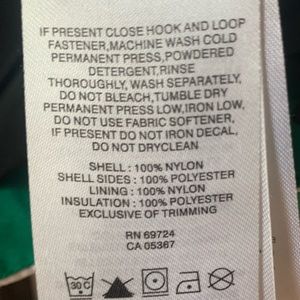 IF PRESENT CLOSE HOOK AND LOOP
FASTENER,MACHINE WASH COLD
PERMANENT PRESS,POWDERED
DETERGENT,RINSE
THOROUGHLY, WASH SEPARATELY,
DO NOT BLEACH,TUMBLE DRY
PERMANENT PRESS LOW,IRON LOW,
DO NOT USE FABRIC SOFTENER,
IF PRESENT DO NOT IRON DECAL,
DO NOT DRYCLEAN
SHELL : 100% NYLON
SHELL SIDES : 100% POLYESTER
LINING : 100% NYLON
INSULATION : 100% POLYESTER
EXCLUSIVE OF TRIMMING
RN 69724
CA 05367
30 C